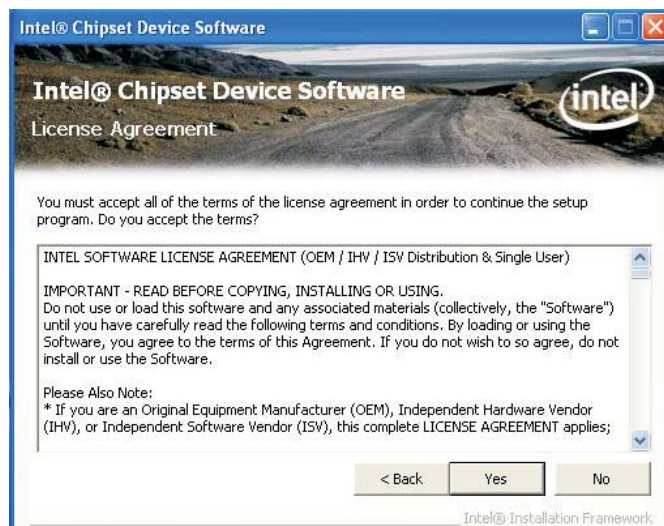 Intel® Chipset Device Software
Intel® Chipset Device Software
intel
License Agreement
You must accept all of the terms of the license agreement in order to continue the setup
program. Do you accept the terms?
INTEL SOFTWARE LICENSE AGREEMENT (OEM / IHV / ISV Distribution & Single User)
IMPORTANT - READ BEFORE COPYING, INSTALLING OR USING.
Do not use or load this software and any associated materials (collectively, the "Software")
until you have carefully read the following terms and conditions. By loading or using the
Software, you agree to the terms of this Agreement. If you do not wish to so agree, do not
install or use the Software.
Please Also Note:
* If you are an Original Equipment Manufacturer (OEM), Independent Hardware Vendor
(IHV), or Independent Software Vendor (ISV), this complete LICENSE AGREEMENT applies;
< Back Yes No
Intel® Installation Framework